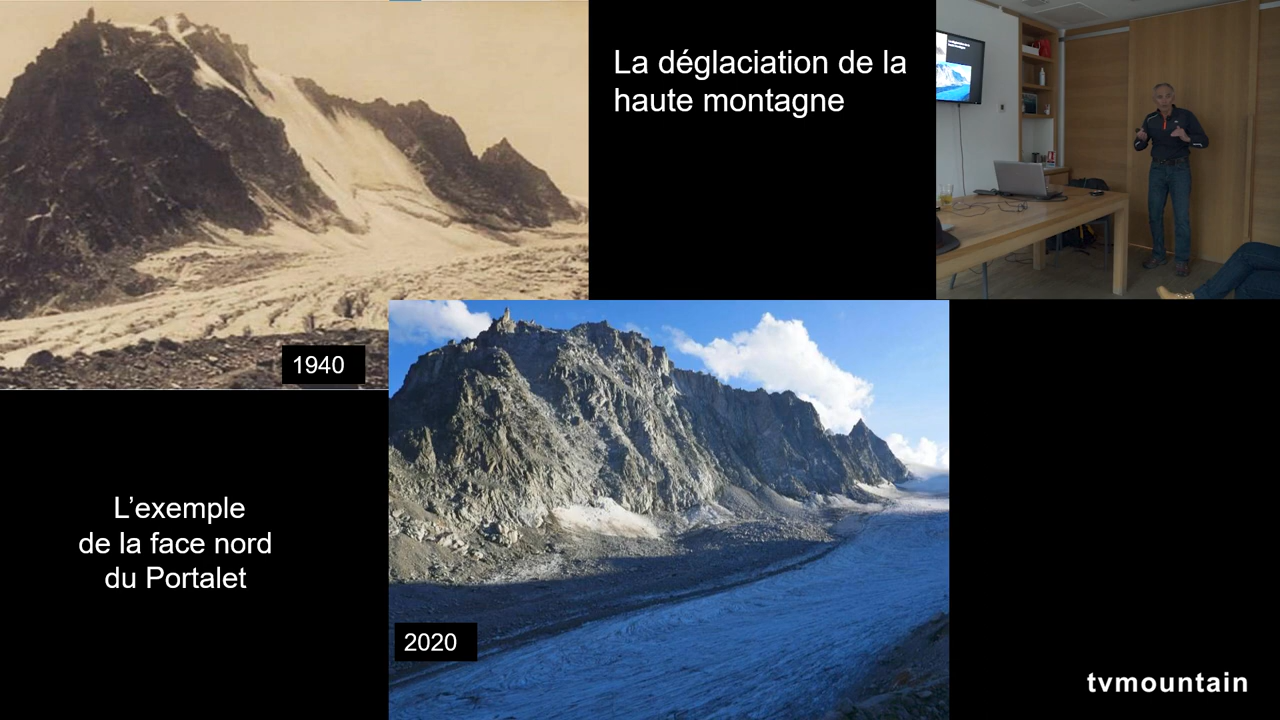 La déglaciation de la
haute montagne
1940
L’exemple
de la face nord
du Portalet
2020
tvmountain